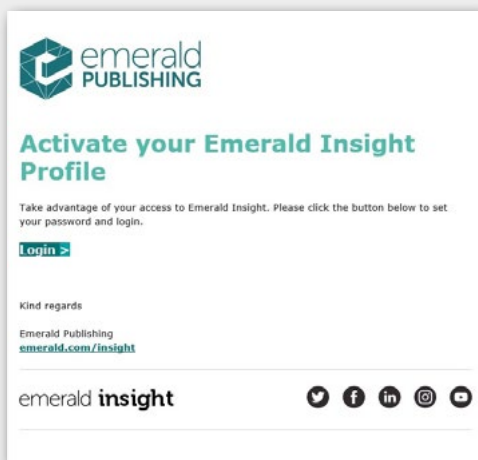 emerald
PUBLISHING
Activate your Emerald Insight
Profile
Take advantage of your access to Emerald Insight. Please click the button below to set
your password and login.
Login >
Kind regards
Emerald Publishing
emerald.com/insight
emerald insight